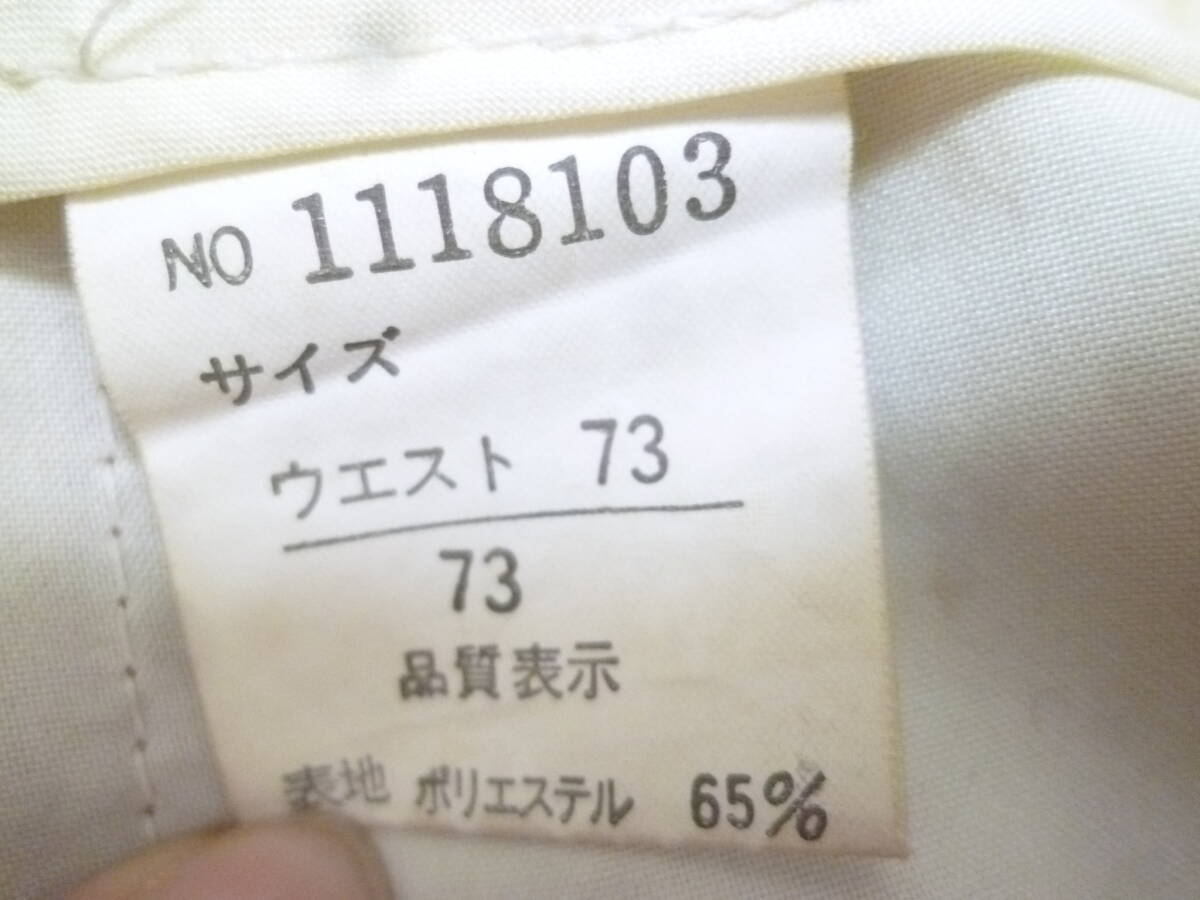 NO 1118103
サイズ
ウエスト 73
73
品質表示
表地 ポリエステル 65%